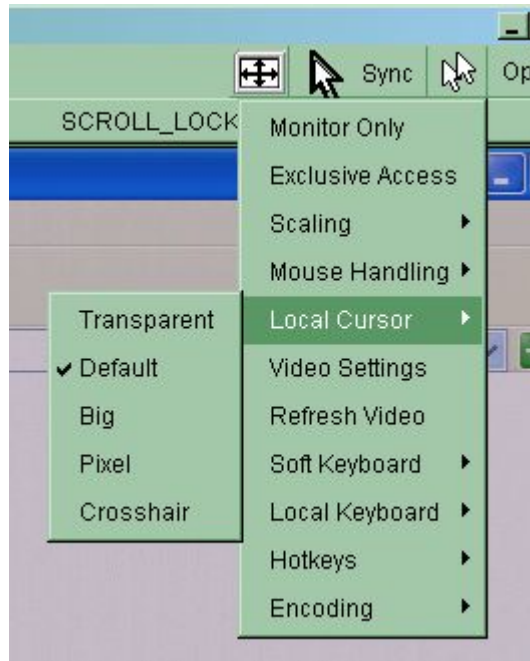 Sync
Op
SCROLL_LOCK
Monitor Only
Exclusive Access
Scaling
Mouse Handling
Local Cursor
Video Settings
Refresh Video
Soft Keyboard
Local Keyboard
Hotkeys
Encoding
Transparent
Default
Big
Pixel
Crosshair